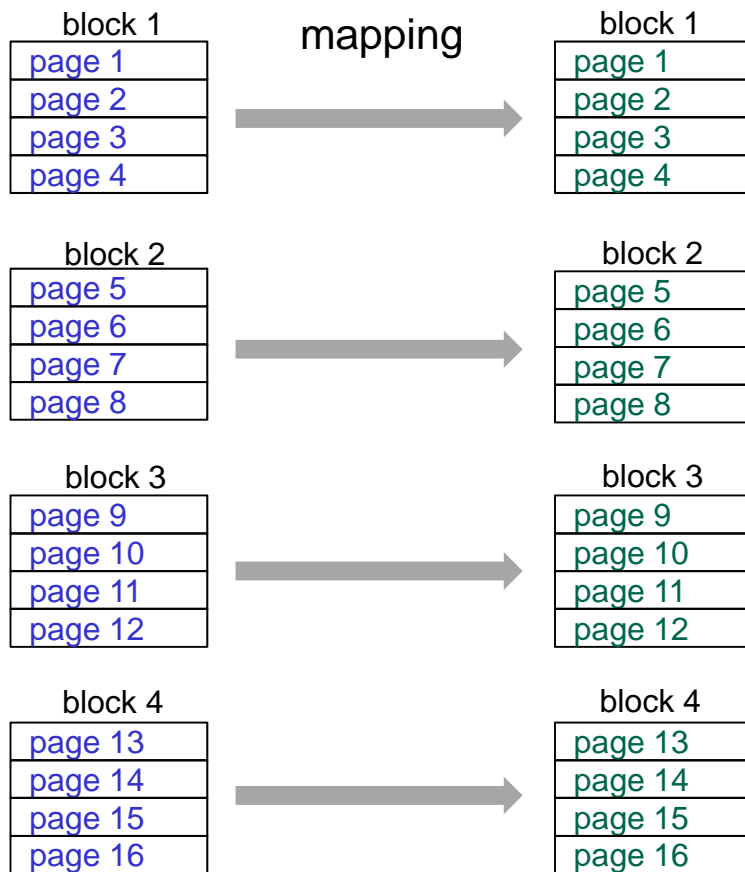 block 1 mapping block 1
page 1 page 1
page 2 page 2
page 3 page 3
page 4 page 4
block 2 block 2
page 5 page 5
page 6 page 6
page 7 page 7
page 8 page 8
block 3 block 3
page 9 page 9
page 10 page 10
page 11 page 11
page 12 page 12
block 4 block 4
page 13 page 13
page 14 page 14
page 15 page 15
page 16 page 16